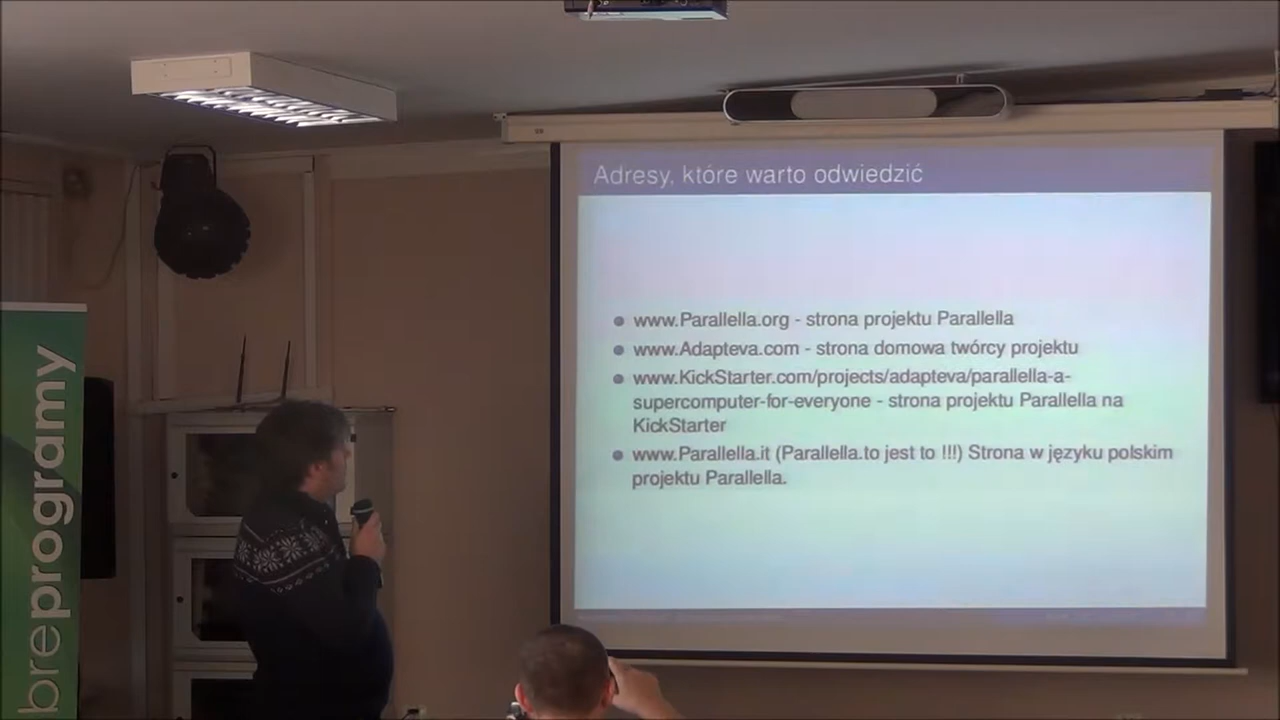 Adresy, które warto odwiedzić
www.Parallella.org - strona projektu Parallella
www.Adapteva.com - strona domowa twórcy projektu
www.KickStarter.com/projects/adapteva/parallella-a-
supercomputer-for-everyone - strona projektu Parallella na
KickStarter
www.Parallella.it (Parallella.to jest to !!!) Strona w języku polskim
projektu Parallella.
breprogramy